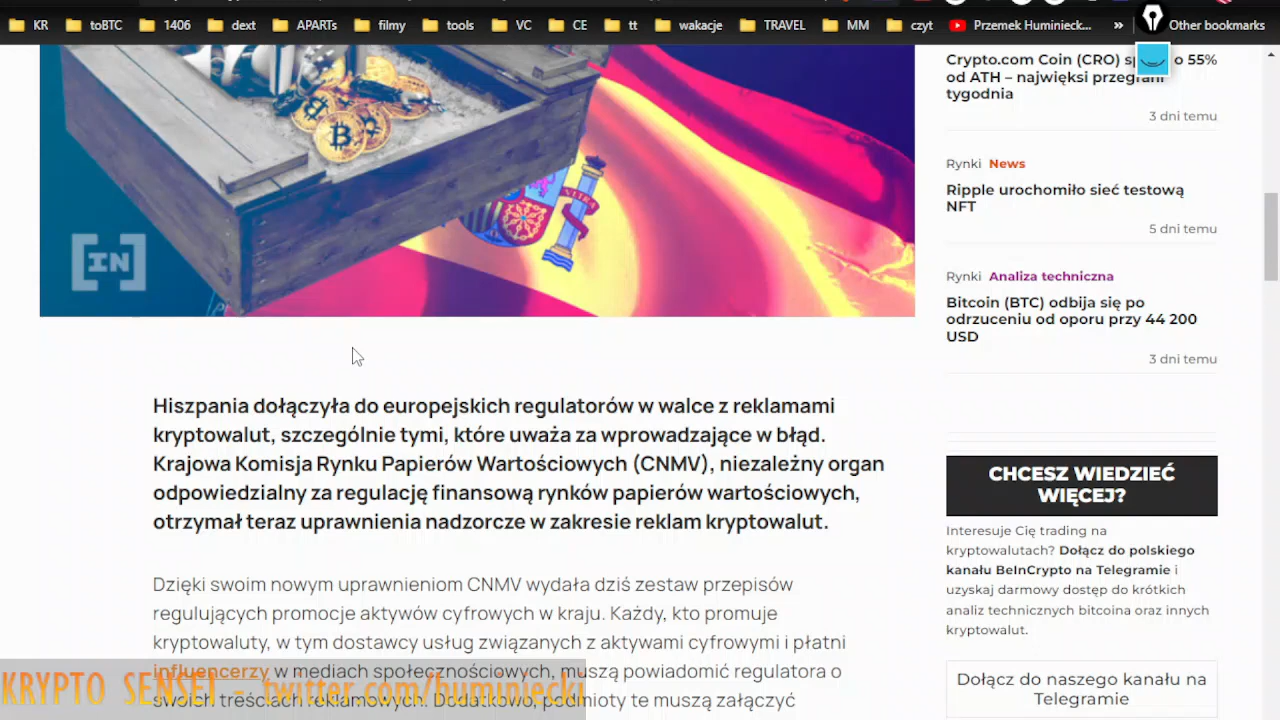 KR
toBTC
1406
dext
APARTs
filmy
tools
VC
CE
tt
wakacje
TRAVEL
MM
czyt
Przemek Huminieck...
»
Other bookmarks
[IN]
Hiszpania dołączyła do europejskich regulatorów w walce z reklamami
kryptowalut, szczególnie tymi, które uważa za wprowadzające w błąd.
Krajowa Komisja Rynku Papierów Wartościowych (CNMV), niezależny organ
odpowiedzialny za regulację finansową rynków papierów wartościowych,
otrzymał teraz uprawnienia nadzorcze w zakresie reklam kryptowalut.
Dzięki swoim nowym uprawnieniom CNMV wydała dziś zestaw przepisów
regulujących promocje aktywów cyfrowych w kraju. Każdy, kto promuje
kryptowaluty, w tym dostawcy usług związanych z aktywami cyfrowymi i płatni
influencerzy w mediach społecznościowych, muszą powiadomić regulatora o
swoich treściach reklamowych. Dodatkowo, podmioty te muszą załączyć
KRYPTO SENSEI - twitter.com/huminiecki
Crypto.com Coin (CRO) o 55%
od ATH – najwięksi przegrani
tygodnia
3 dni temu
Rynki News
Ripple urochomiło sieć testową
NFT
5 dni temu
Rynki Analiza techniczna
Bitcoin (BTC) odbija się po
odrzuceniu od oporu przy 44 200
USD
3 dni temu
CHCESZ WIEDZIEĆ
WIĘCEJ?
Interesuje Cię trading na
kryptowalutach? Dołącz do polskiego
kanału BeInCrypto na Telegramie i
uzyskaj darmowy dostęp do krótkich
analiz technicznych bitcoina oraz innych
kryptowalut.
Dołącz do naszego kanału na
Telegramie